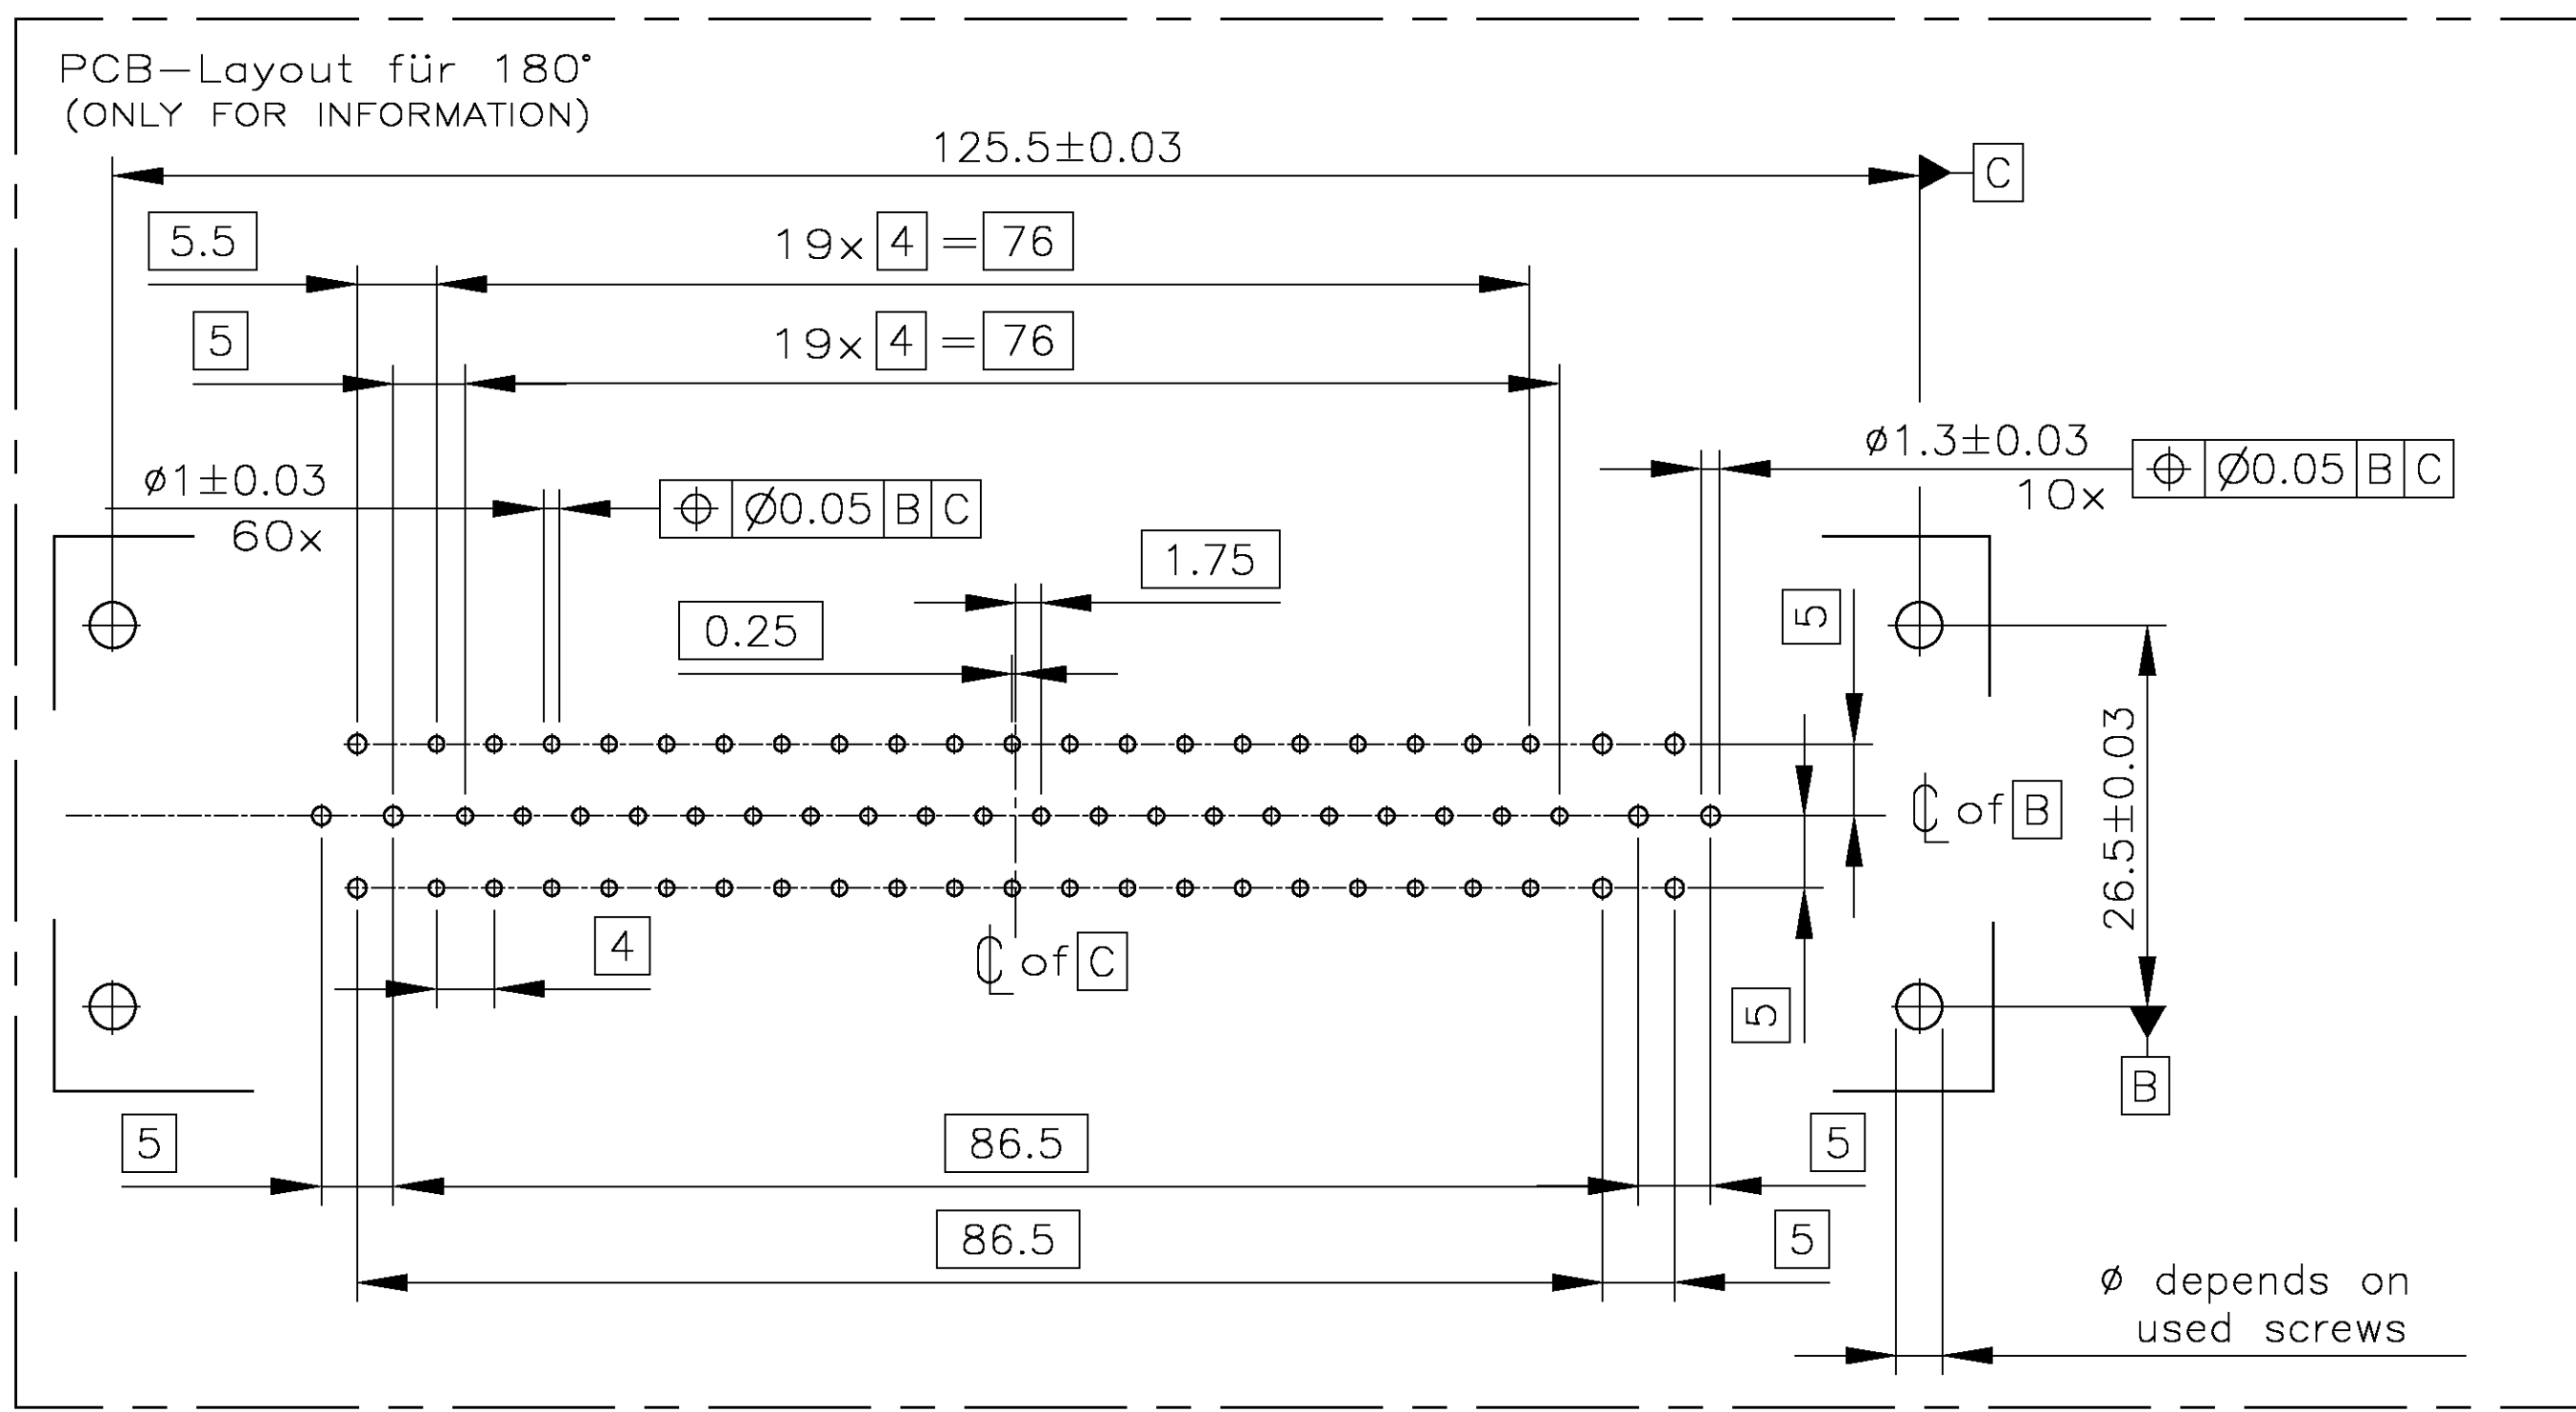 PCB-Layout für 180°
(ONLY FOR INFORMATION)
125.5±0.03
C
5.5
19x 4 = 76
5
19x 4 = 76
ø1±0.03
60x
⌖ Ø0.05 B C
ø1.3±0.03
10x
⌖ Ø0.05 B C
1.75
0.25
5
26.5±0.03
℄ of B
4
℄ of C
5
B
5
86.5
5
86.5
5
ø depends on
used screws